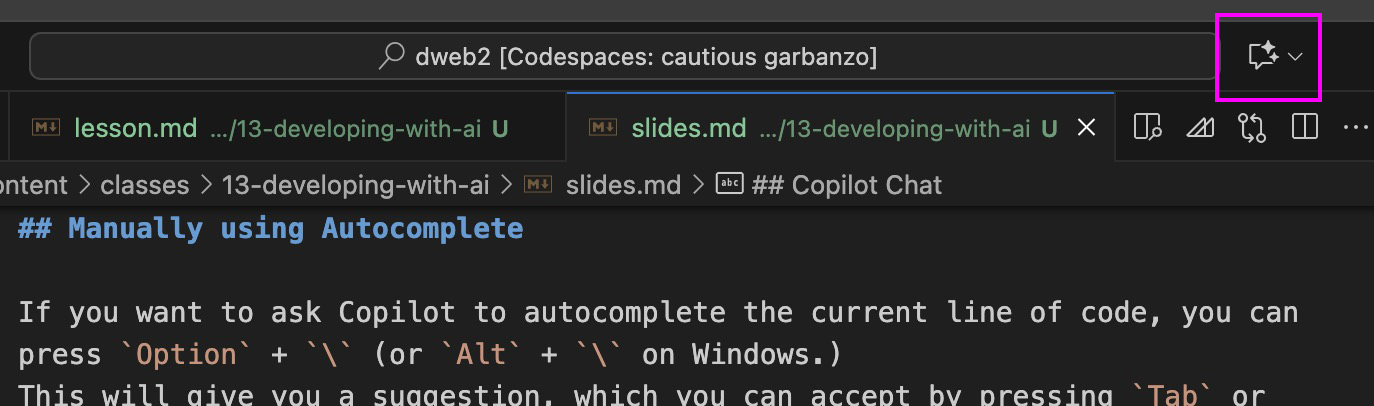 dweb2 [Codespaces: cautious garbanzo]
M↓ lesson.md .../13-developing-with-ai U
M↓ slides.md .../13-developing-with-ai U
ontent > classes > 13-developing-with-ai > M↓ slides.md > abc ## Copilot Chat
## Manually using Autocomplete
If you want to ask Copilot to autocomplete the current line of code, you can
press `Option` + `\` (or `Alt` + `\` on Windows.)
This will give you a suggestion, which you can accept by pressing `Tab` or